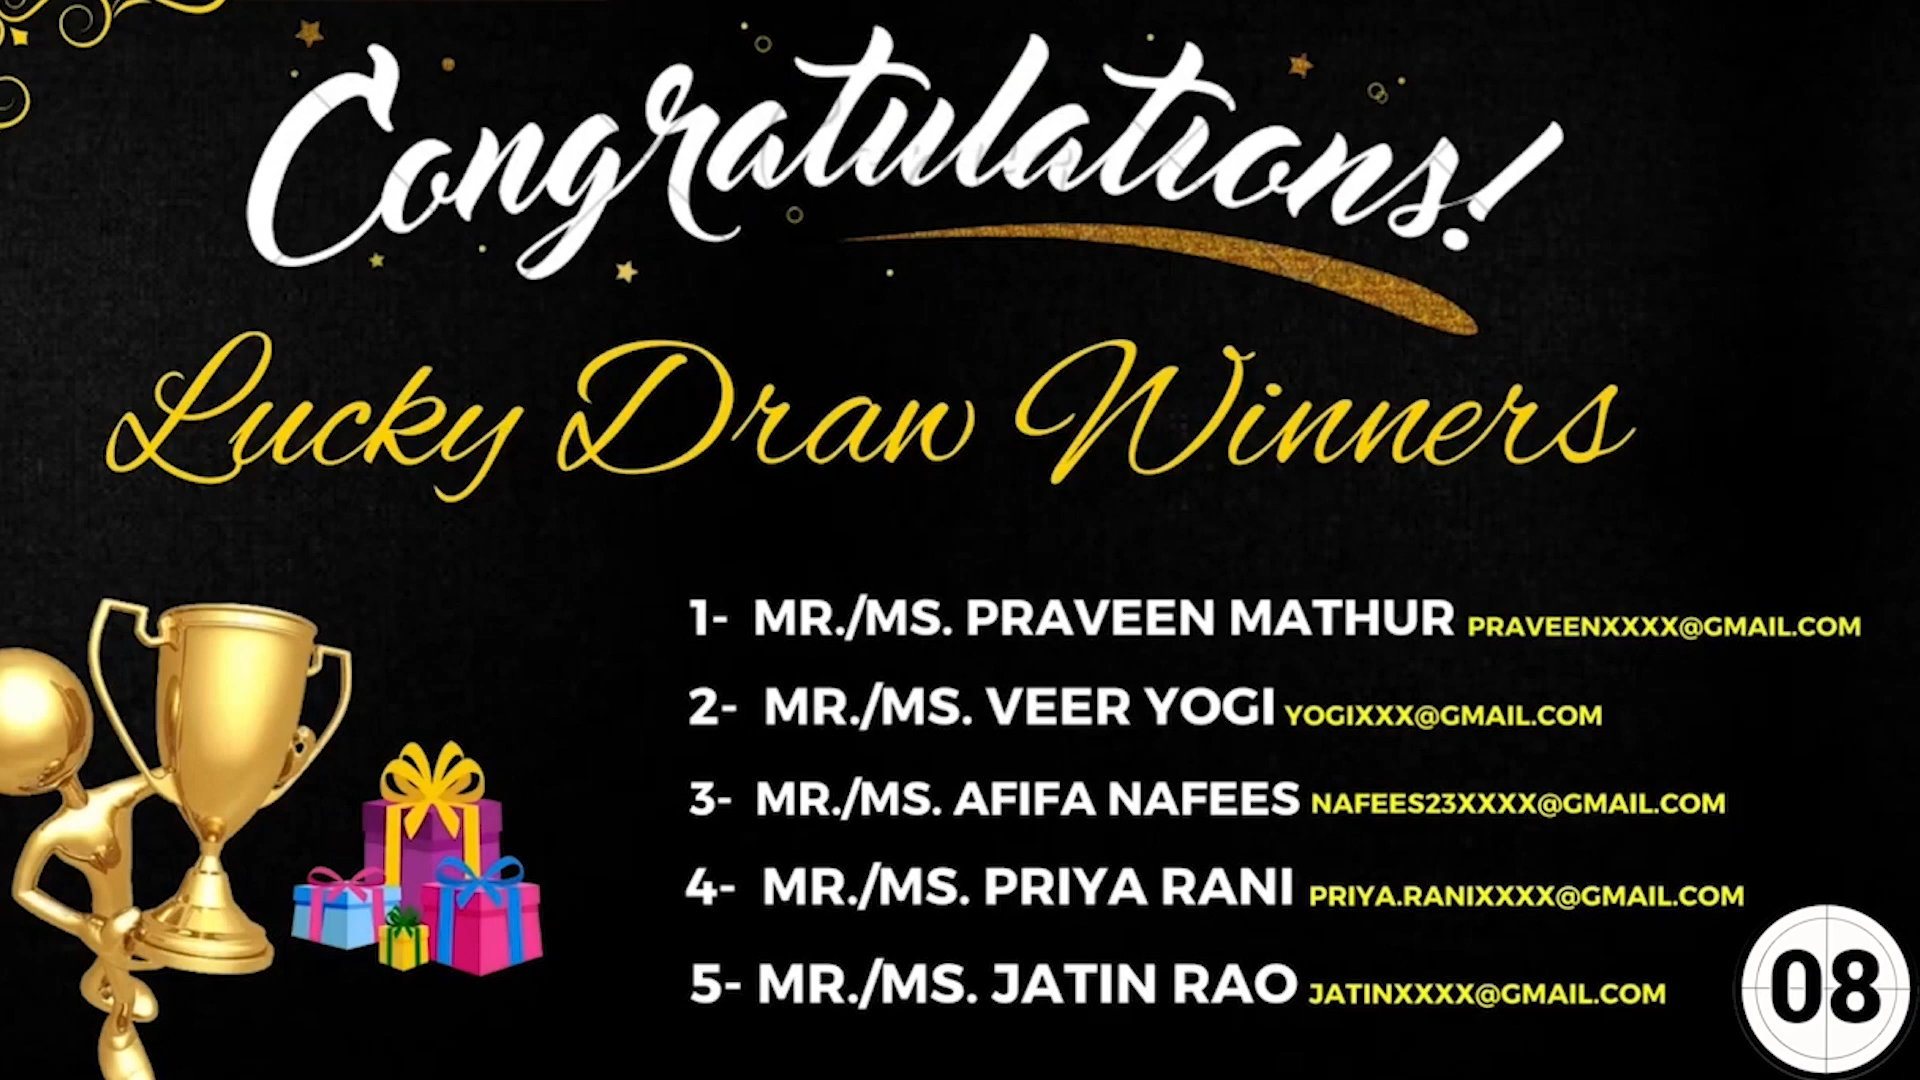 Congratulations!
Lucky Draw Winners
1- MR./MS. PRAVEEN MATHUR PRAVEENXXXX@GMAIL.COM
2- MR./MS. VEER YOGI YOGIXXX@GMAIL.COM
3- MR./MS. AFIFA NAFEES NAFEES23XXXX@GMAIL.COM
4- MR./MS. PRIYA RANI PRIYA.RANIXXXX@GMAIL.COM
5- MR./MS. JATIN RAO JATINXXXX@GMAIL.COM
08